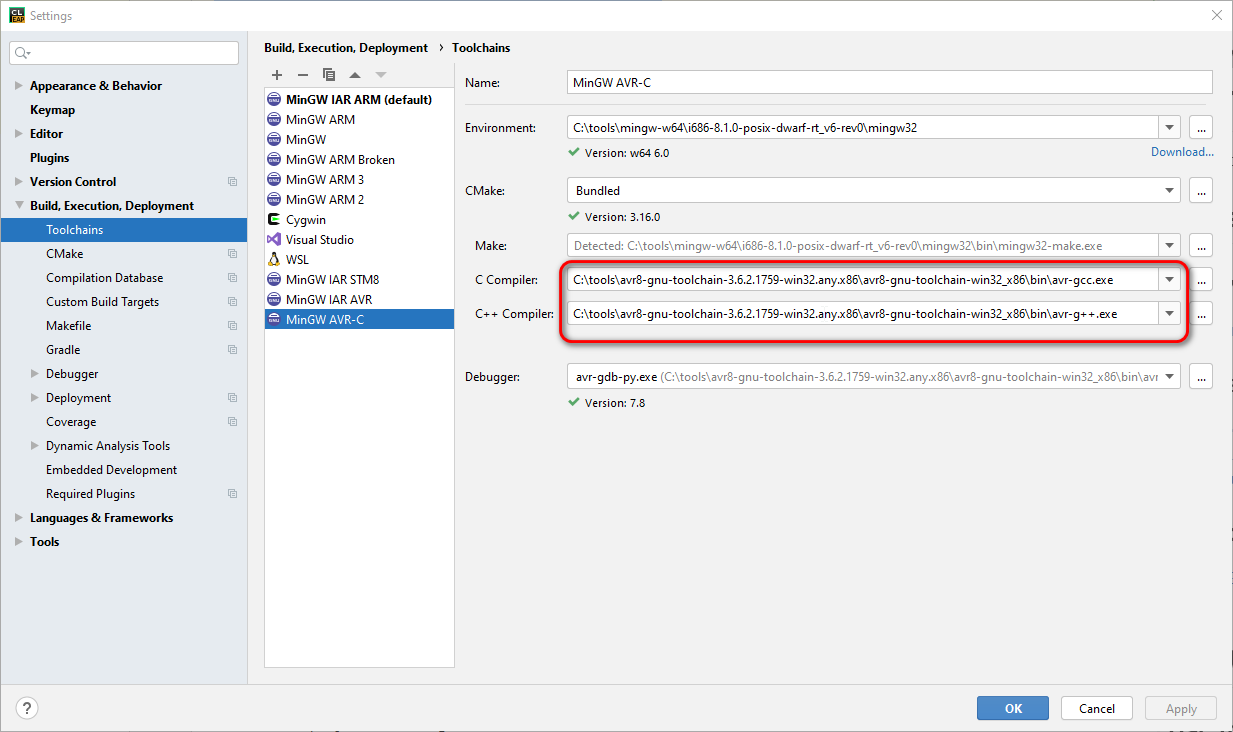 CL
EAP
Settings
Appearance & Behavior
Keymap
Editor
Plugins
Version Control
Build, Execution, Deployment
Toolchains
CMake
Compilation Database
Custom Build Targets
Makefile
Gradle
Debugger
Deployment
Coverage
Dynamic Analysis Tools
Embedded Development
Required Plugins
Languages & Frameworks
Tools
Build, Execution, Deployment › Toolchains
MinGW IAR ARM (default)
MinGW ARM
MinGW
MinGW ARM Broken
MinGW ARM 3
MinGW ARM 2
Cygwin
Visual Studio
WSL
MinGW IAR STM8
MinGW IAR AVR
MinGW AVR-C
Name: MinGW AVR-C
Environment: C:\tools\mingw-w64\i686-8.1.0-posix-dwarf-rt_v6-rev0\mingw32 ...
Version: w64 6.0 Download...
CMake: Bundled ...
Version: 3.16.0
Make: Detected: C:\tools\mingw-w64\i686-8.1.0-posix-dwarf-rt_v6-rev0\mingw32\bin\mingw32-make.exe ...
C Compiler: C:\tools\avr8-gnu-toolchain-3.6.2.1759-win32.any.x86\avr8-gnu-toolchain-win32_x86\bin\avr-gcc.exe ...
C++ Compiler: C:\tools\avr8-gnu-toolchain-3.6.2.1759-win32.any.x86\avr8-gnu-toolchain-win32_x86\bin\avr-g++.exe ...
Debugger: avr-gdb-py.exe (C:\tools\avr8-gnu-toolchain-3.6.2.1759-win32.any.x86\avr8-gnu-toolchain-win32_x86\bin\avr ...
Version: 7.8
?
OK
Cancel
Apply